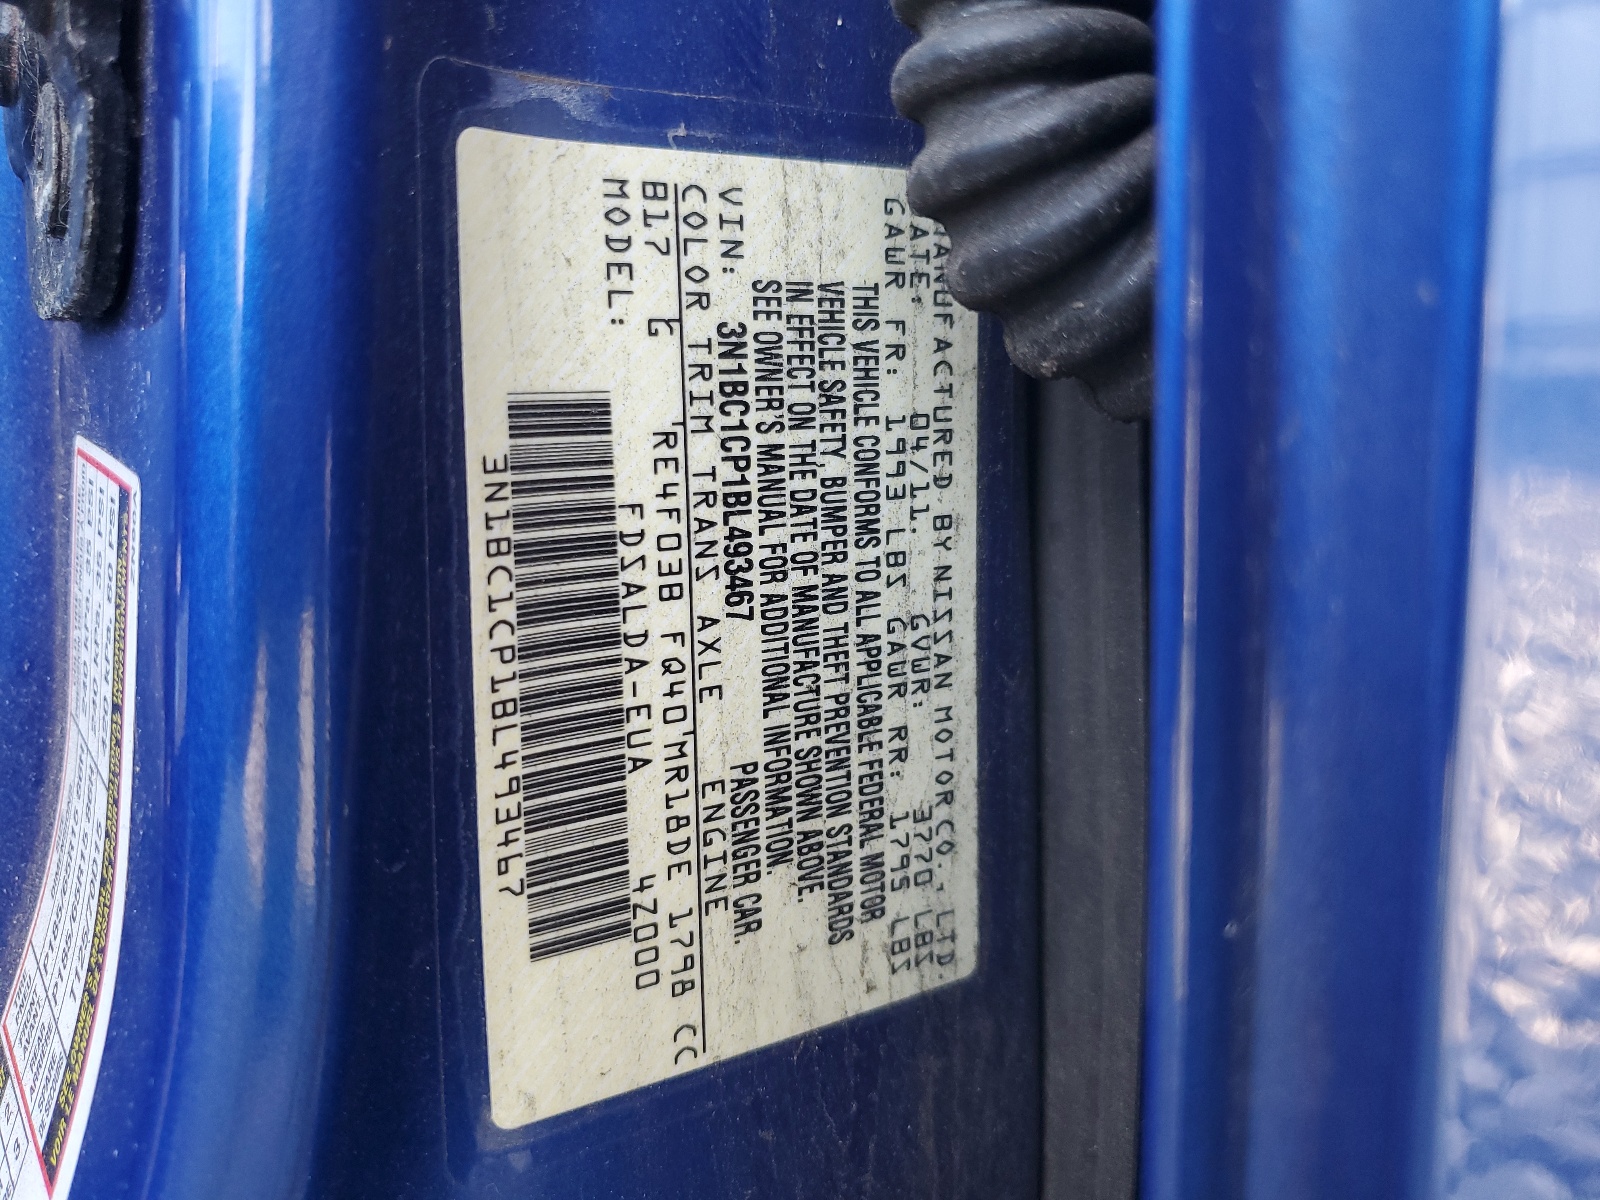 MANUFACTURED BY NISSAN MOTOR CO., LTD.
ATE: 04/11. GVWR: 3770 LBS
GAWR FR: 1993 LBS GAWR RR: 1795 LBS
THIS VEHICLE CONFORMS TO ALL APPLICABLE FEDERAL MOTOR
VEHICLE SAFETY, BUMPER AND THEFT PREVENTION STANDARDS
IN EFFECT ON THE DATE OF MANUFACTURE SHOWN ABOVE.
SEE OWNER'S MANUAL FOR ADDITIONAL INFORMATION.
VIN: 3N1BC1CP1BL493467 PASSENGER CAR.
COLOR TRIM TRANS AXLE ENGINE
B17 G RE4F03B FQ40 MR18DE 1798 CC
MODEL: FDSALDA-EUA 4Z000
3N1BC1CP1BL493467